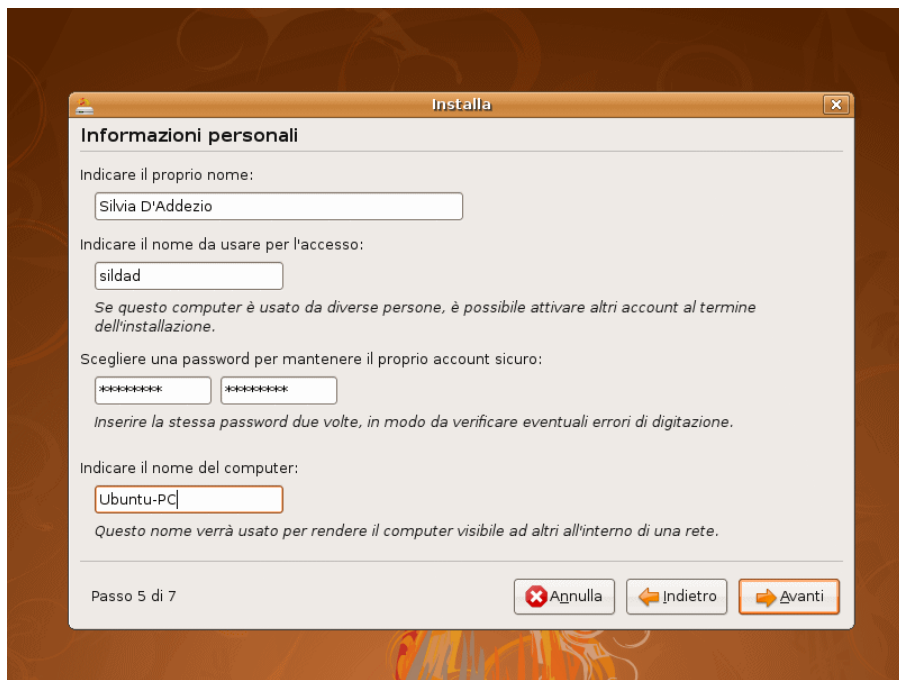 Installa
Informazioni personali
Indicare il proprio nome:
Silvia D'Addezio
Indicare il nome da usare per l'accesso:
sildad
Se questo computer è usato da diverse persone, è possibile attivare altri account al termine
dell'installazione.
Scegliere una password per mantenere il proprio account sicuro:
******** ********
Inserire la stessa password due volte, in modo da verificare eventuali errori di digitazione.
Indicare il nome del computer:
Ubuntu-PC
Questo nome verrà usato per rendere il computer visibile ad altri all'interno di una rete.
Passo 5 di 7 Annulla Indietro Avanti